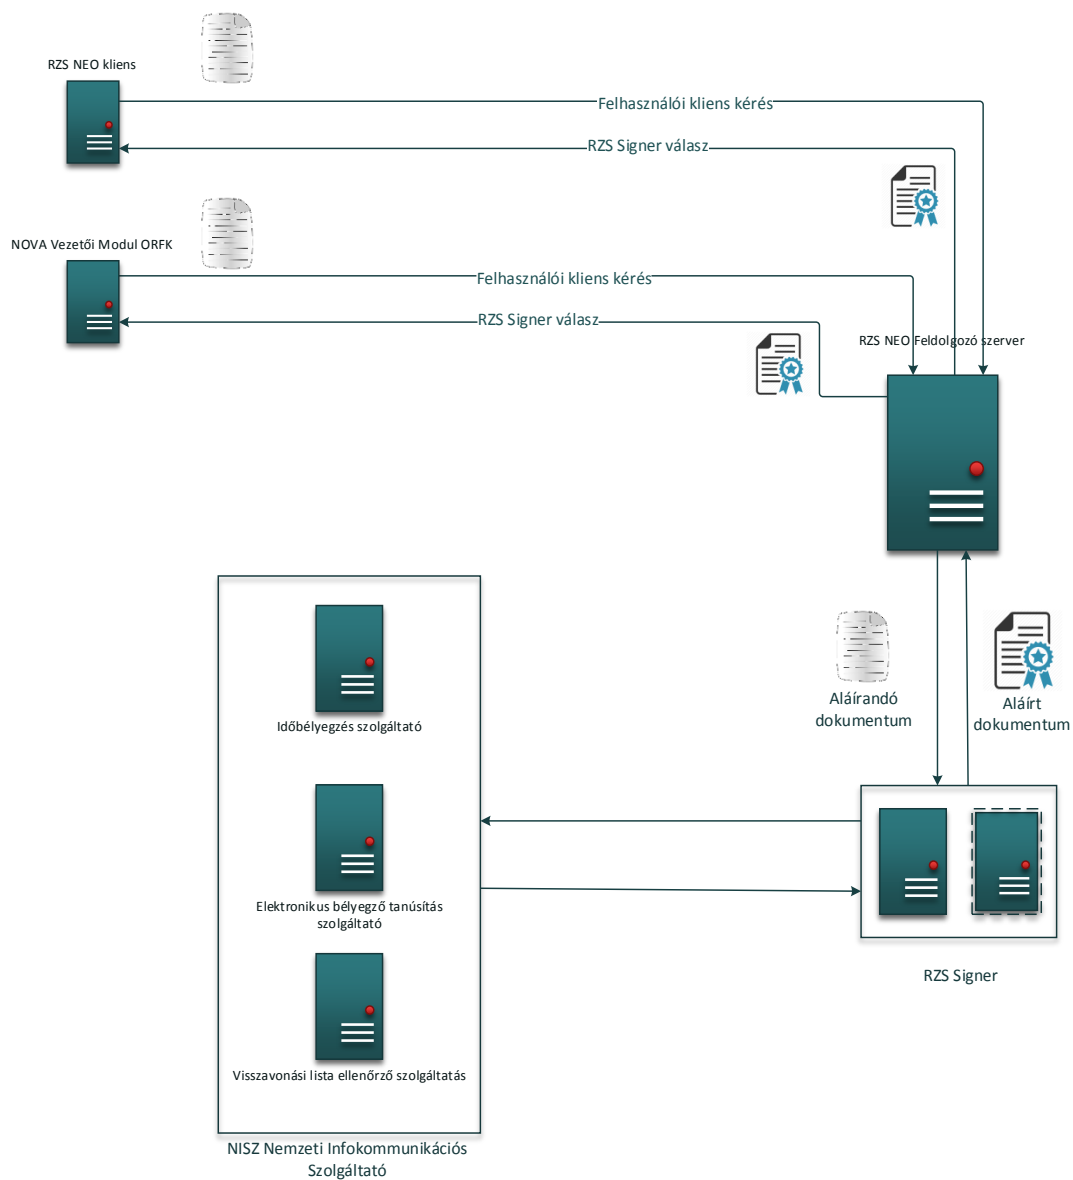 RZS NEO kliens
Felhasználói kliens kérés
RZS Signer válasz
NOVA Vezetői Modul ORFK
Felhasználói kliens kérés
RZS Signer válasz
RZS NEO Feldolgozó szerver
Aláírandó
dokumentum
Aláírt
dokumentum
Időbélyegzés szolgáltató
Elektronikus bélyegző tanúsítás
szolgáltató
RZS Signer
Visszavonási lista ellenőrző szolgáltatás
NISZ Nemzeti Infokommunikációs
Szolgáltató